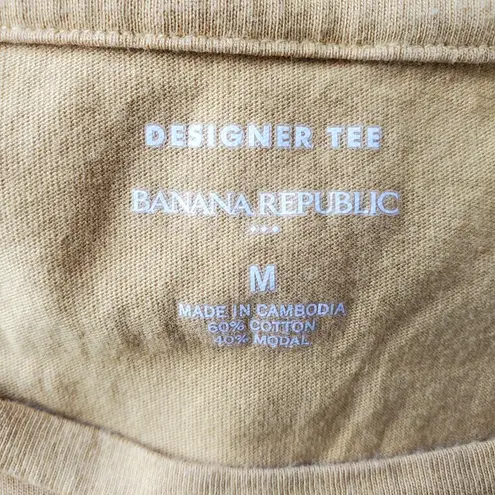 DESIGNER TEE
BANANA REPUBLIC
M
MADE IN CAMBODIA
60% COTTON
40% MODAL